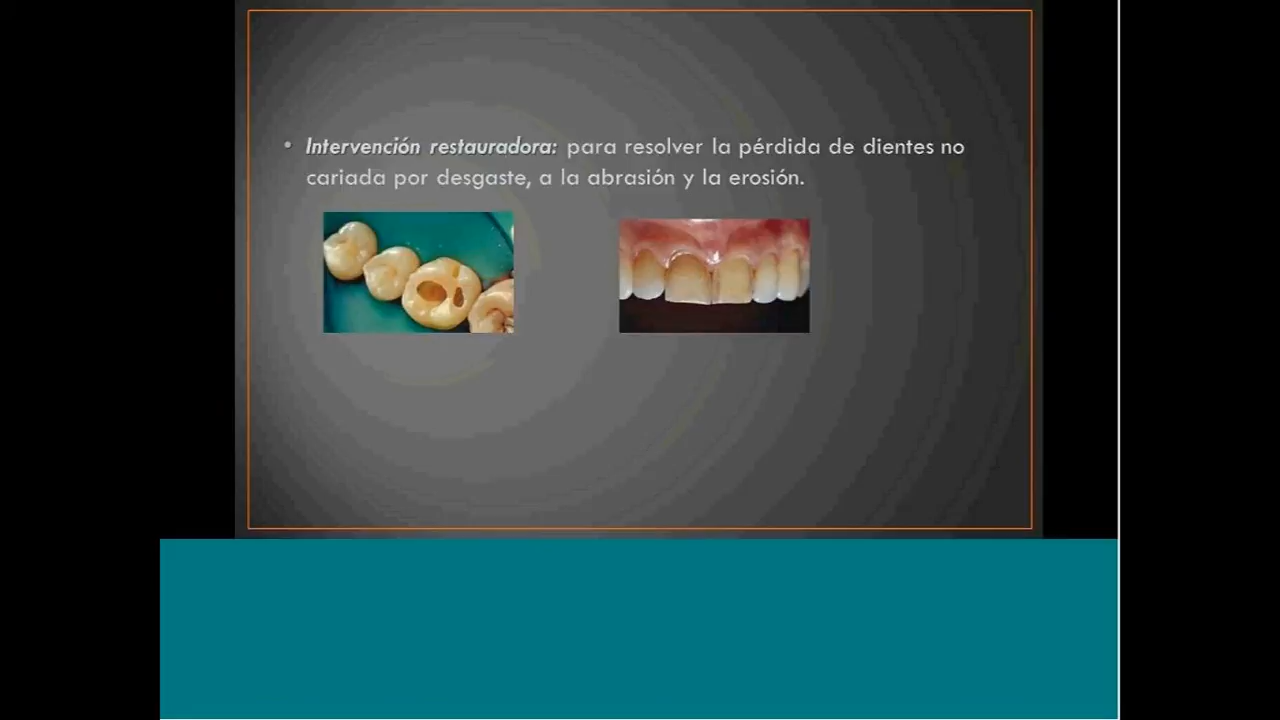 • Intervención restauradora: para resolver la pérdida de dientes no
cariada por desgaste, a la abrasión y la erosión.